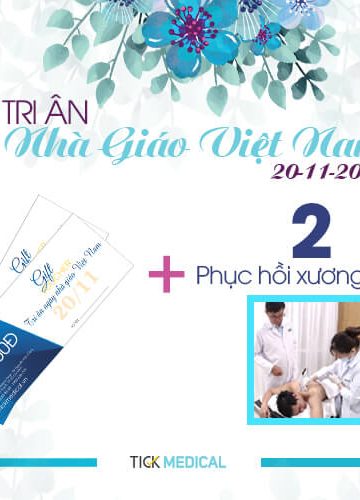 TRI ÂN
Nhà Giáo Việt Na
20-11-20
Gift
Gift
Tri ân ngày nhà giáo Việt Nam
20/11
2
+
Phục hồi xương
TICK MEDICAL